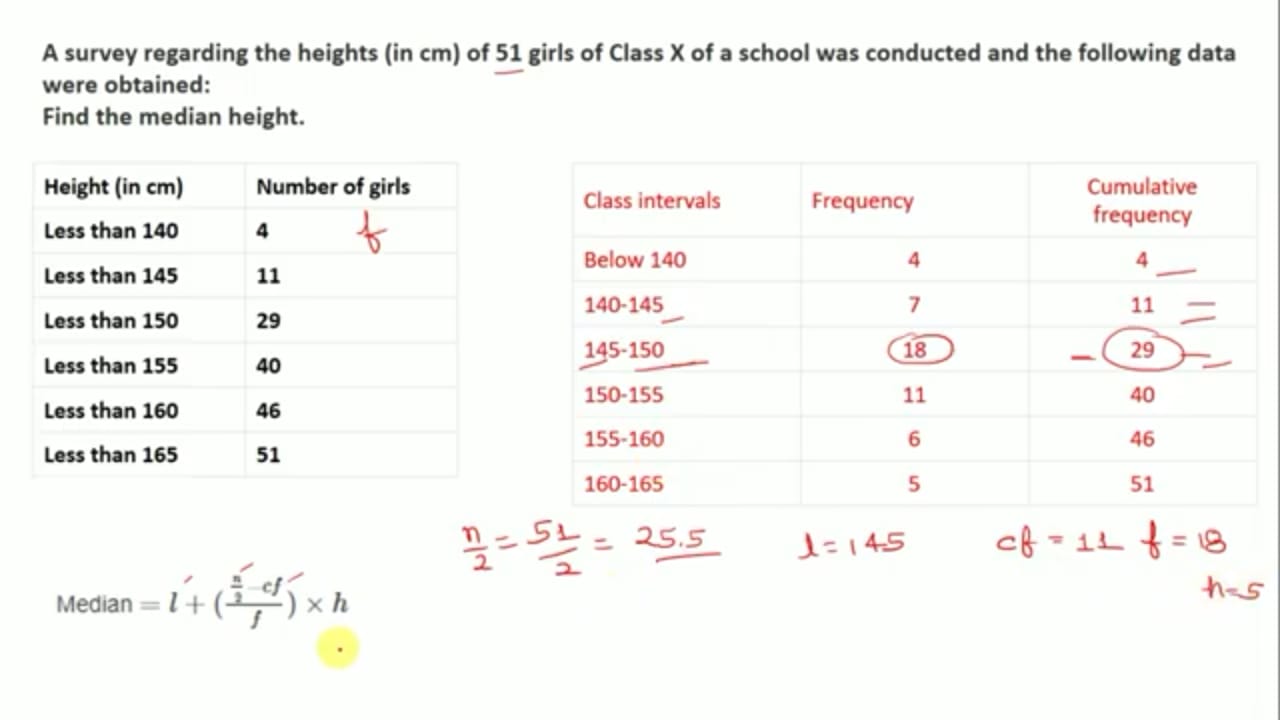 A survey regarding the heights (in cm) of 51 girls of Class X of a school was conducted and the following data
were obtained:
Find the median height.
Height (in cm) Number of girls
Less than 140 4 f
Less than 145 11
Less than 150 29
Less than 155 40
Less than 160 46
Less than 165 51
Class intervals Frequency Cumulative
frequency
Below 140 4 4
140-145 7 11
145-150 18 29
150-155 11 40
155-160 6 46
160-165 5 51
n/2 = 51/2 = 25.5 l = 145 cf = 11 f = 18
h = 5
Median = l + ((n/2 - cf)/f) × h